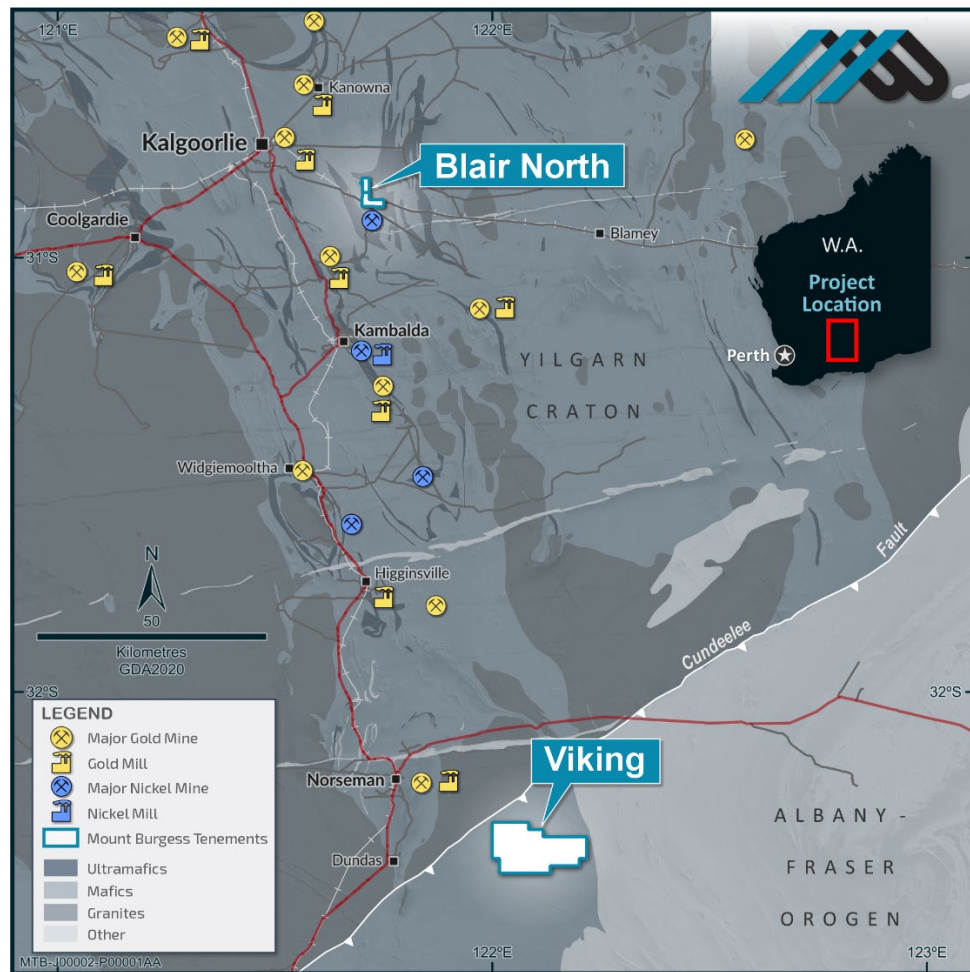 121°E
122°E
Kanowna
Kalgoorlie
Blair North
Coolgardie
Blamey
31°S
W.A.
Project
Location
Perth
Kambalda
YILGARN
CRATON
Widgiemooltha
Higginsville
N
50
Kilometres
GDA2020
Cundeelee
Fault
32°S
32°S
LEGEND
Major Gold Mine
Gold Mill
Major Nickel Mine
Nickel Mill
Mount Burgess Tenements
Ultramafics
Mafics
Granites
Other
Viking
Norseman
Dundas
ALBANY-
FRASER
OROGEN
MTB-J00002-P00001AA
122°E
123°E